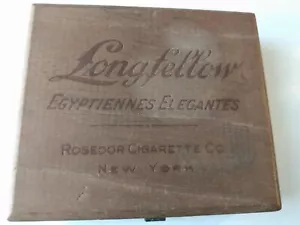 Longfellow
EGYPTIENNES ELEGANTES
ROSEDOR CIGARETTE CO
NEW YORK